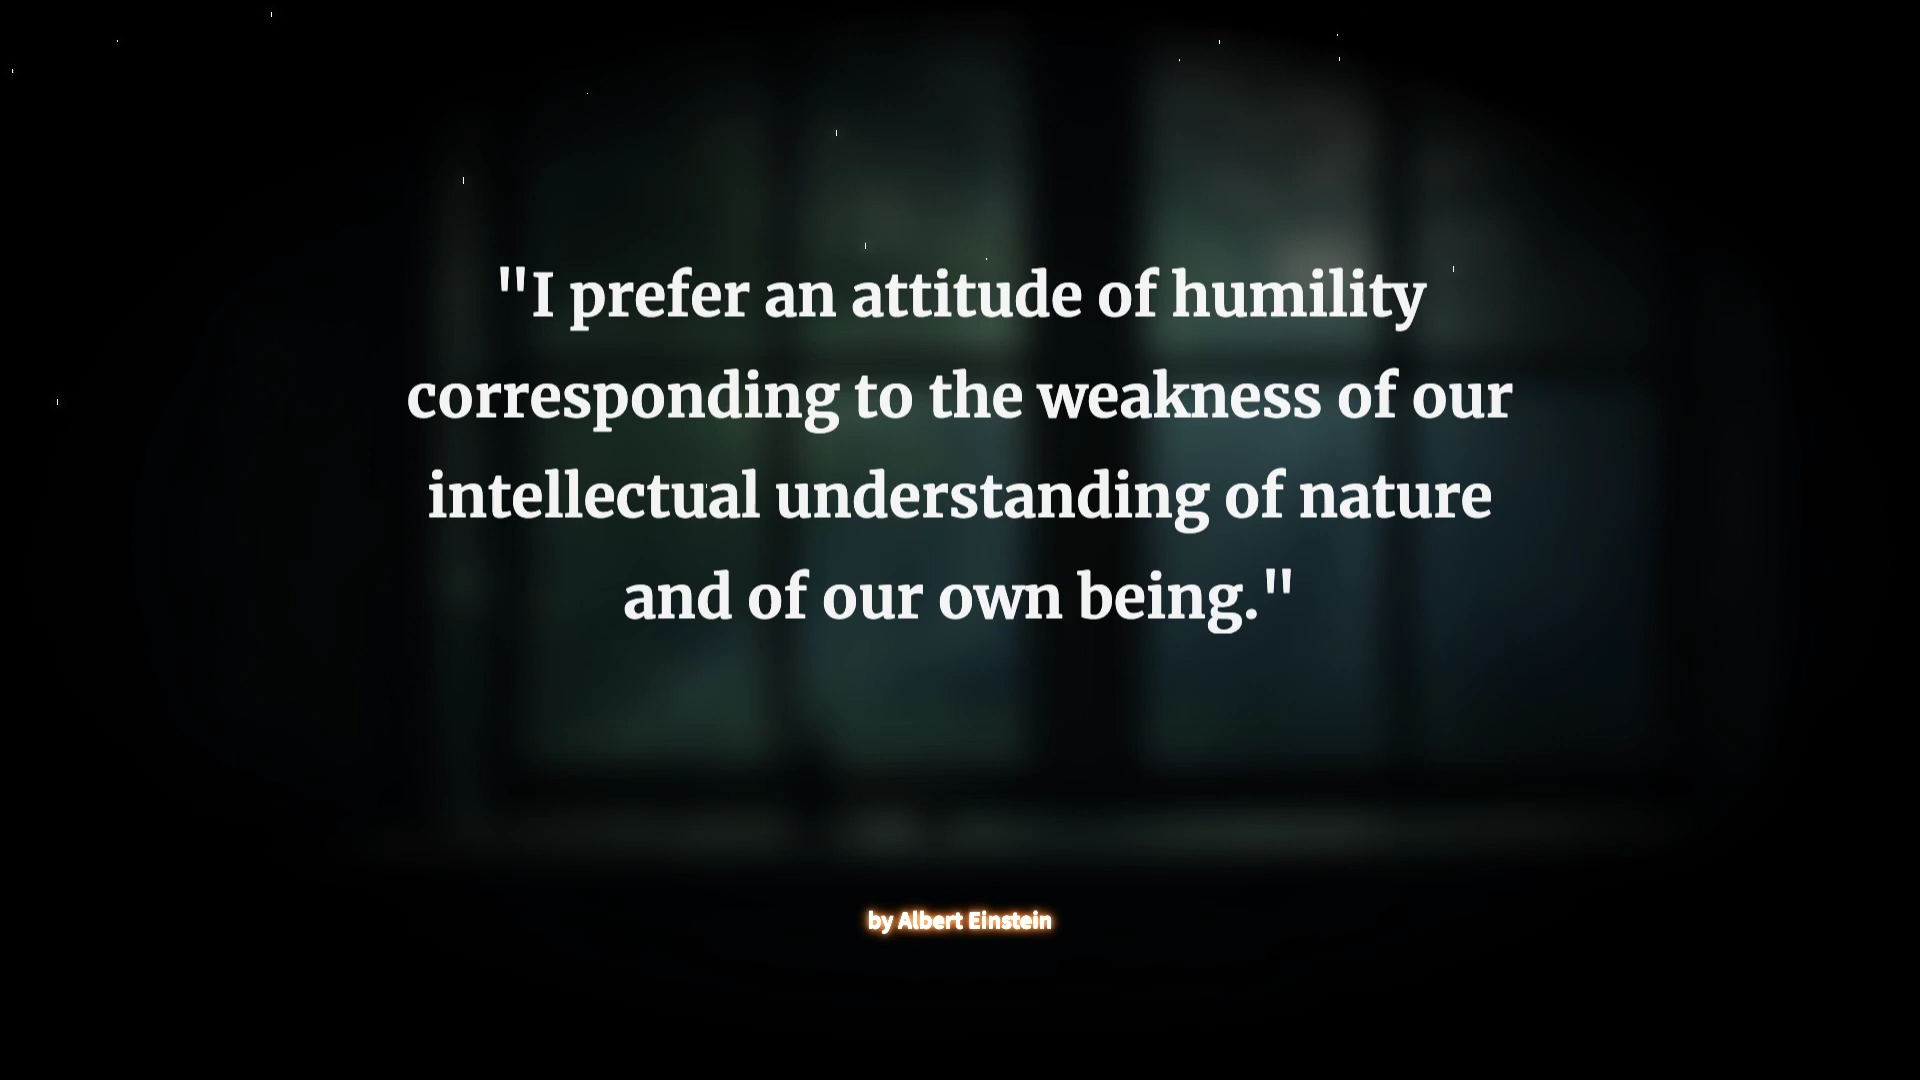 "I prefer an attitude of humility
corresponding to the weakness of our
intellectual understanding of nature
and of our own being."
by Albert Einstein